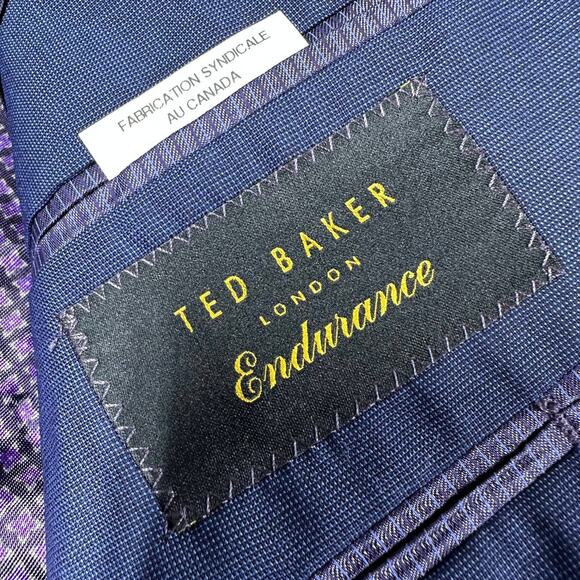 FABRICATION SYNDICALE
AU CANADA
TED BAKER
LONDON
Endurance